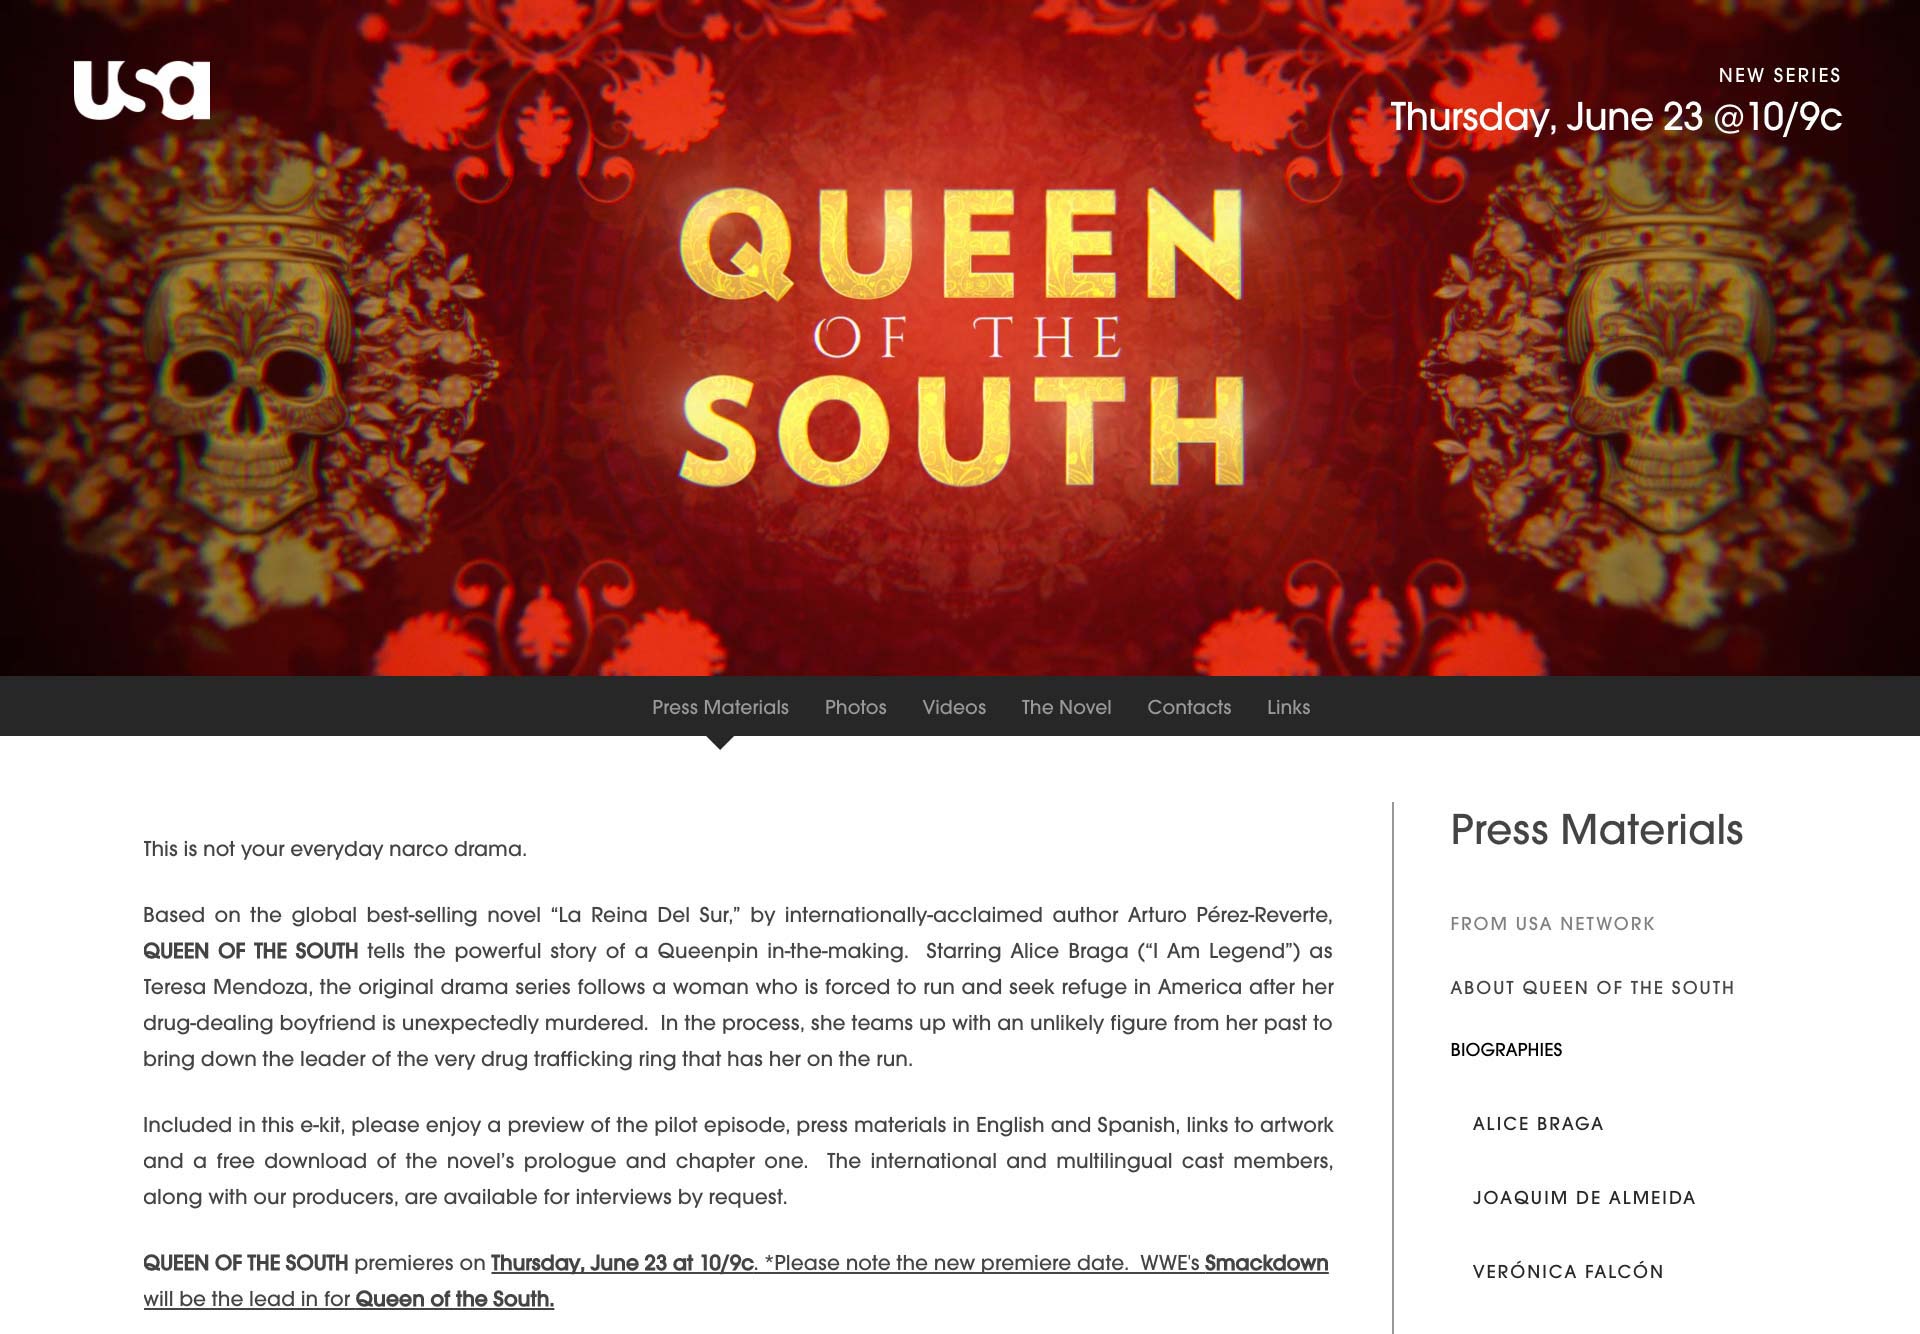 usa
NEW SERIES
Thursday, June 23 @10/9c
QUEEN
OF THE
SOUTH
Press Materials Photos Videos The Novel Contacts Links
This is not your everyday narco drama.
Based on the global best-selling novel “La Reina Del Sur,” by internationally-acclaimed author Arturo Pérez-Reverte,
QUEEN OF THE SOUTH tells the powerful story of a Queenpin in-the-making. Starring Alice Braga (“I Am Legend”) as
Teresa Mendoza, the original drama series follows a woman who is forced to run and seek refuge in America after her
drug-dealing boyfriend is unexpectedly murdered. In the process, she teams up with an unlikely figure from her past to
bring down the leader of the very drug trafficking ring that has her on the run.
Included in this e-kit, please enjoy a preview of the pilot episode, press materials in English and Spanish, links to artwork
and a free download of the novel’s prologue and chapter one. The international and multilingual cast members,
along with our producers, are available for interviews by request.
QUEEN OF THE SOUTH premieres on Thursday, June 23 at 10/9c. *Please note the new premiere date. WWE's Smackdown
will be the lead in for Queen of the South.
Press Materials
FROM USA NETWORK
ABOUT QUEEN OF THE SOUTH
BIOGRAPHIES
ALICE BRAGA
JOAQUIM DE ALMEIDA
VERÓNICA FALCÓN